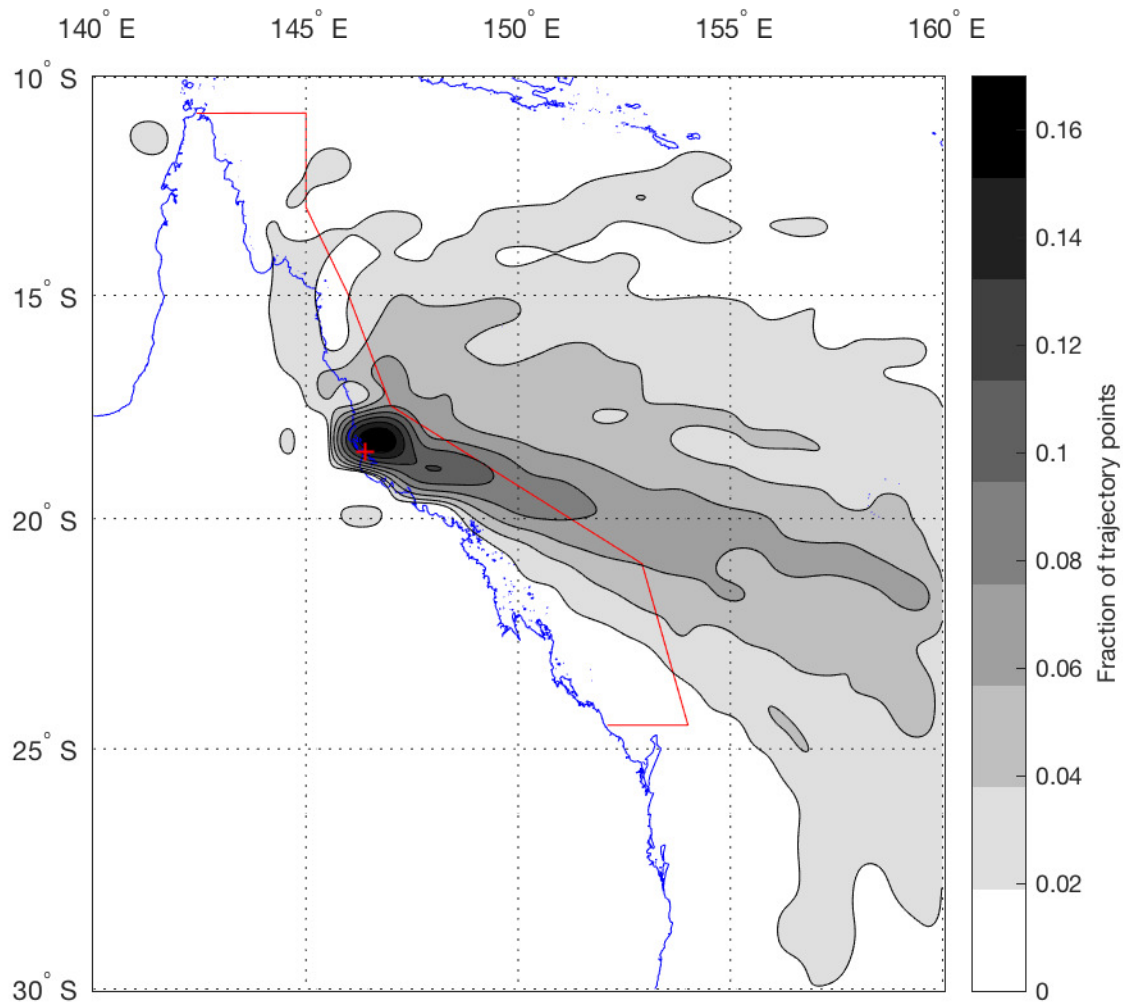 140° E 145° E 150° E 155° E 160° E
10° S
15° S
20° S
25° S
30° S
0.16
0.14
0.12
0.1
0.08
0.06
0.04
0.02
0
Fraction of trajectory points